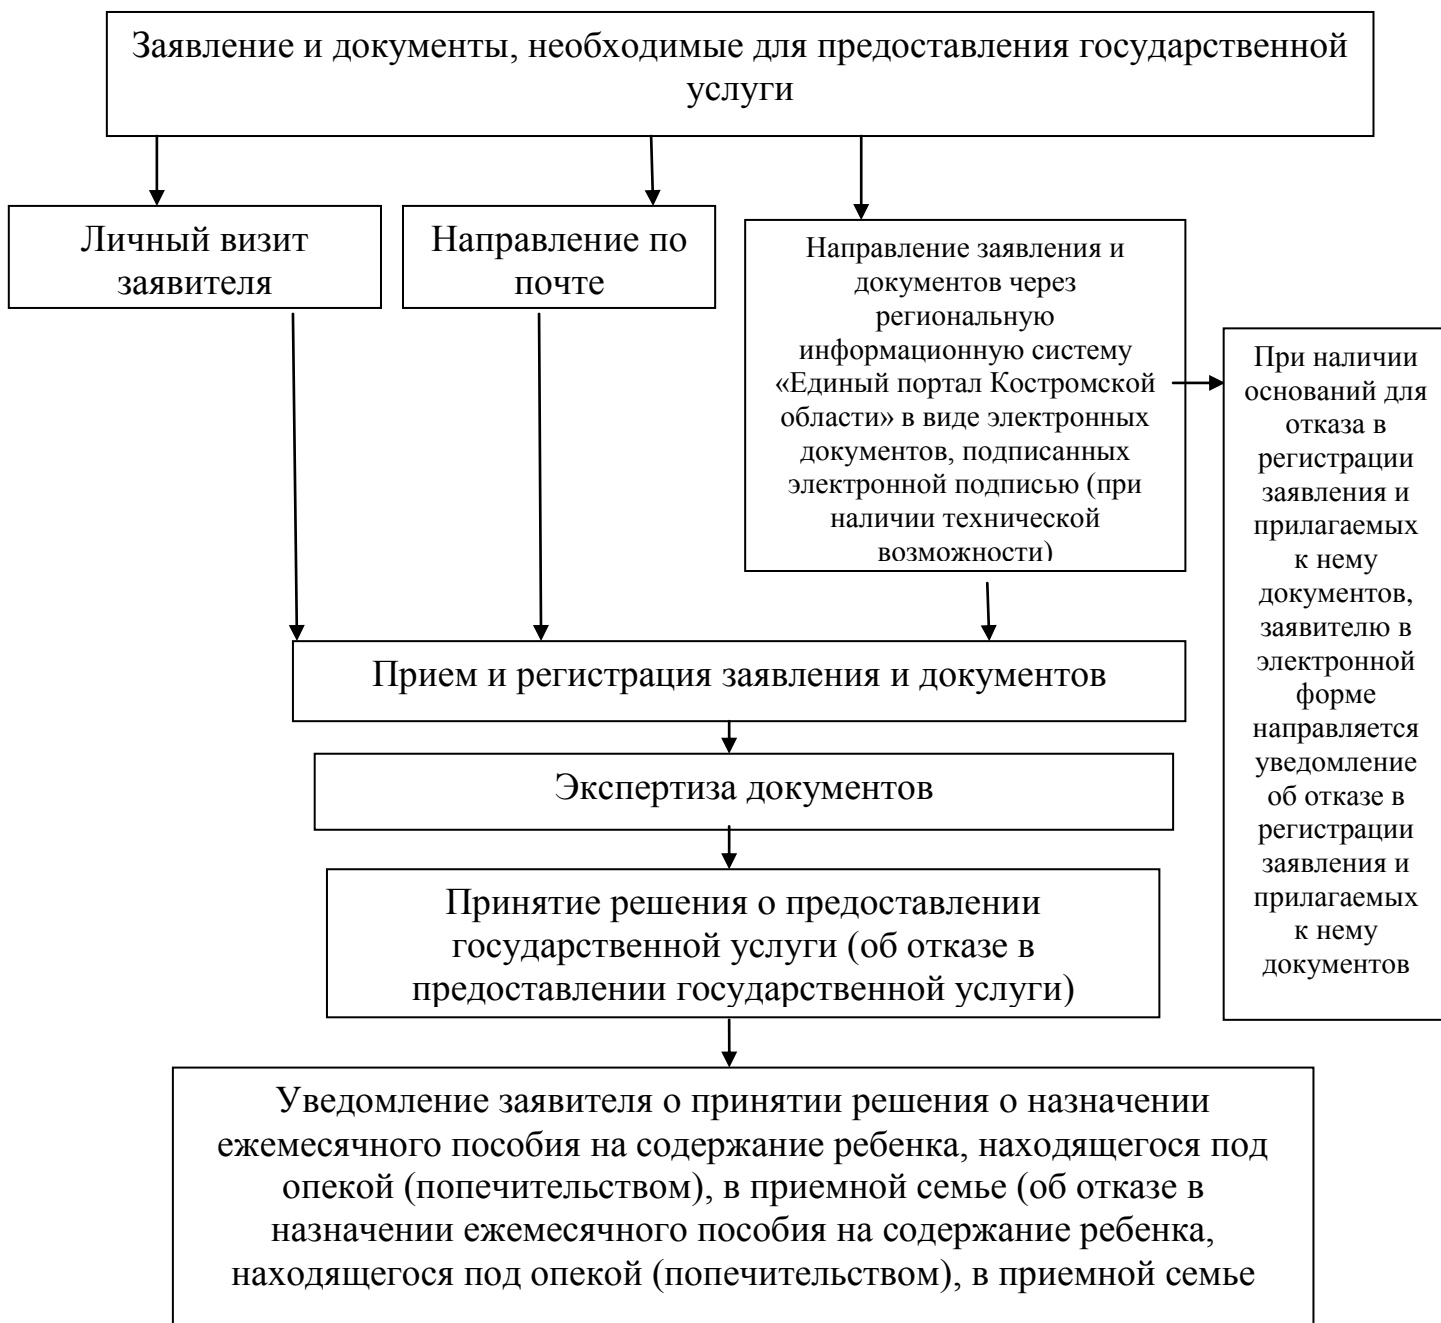 Заявление и документы, необходимые для предоставления государственной
услуги
Личный визит
заявителя
Направление по
почте
Направление заявления и
документов через
региональную
информационную систему
«Единый портал Костромской
области» в виде электронных
документов, подписанных
электронной подписью (при
наличии технической
возможности)
При наличии
оснований для
отказа в
регистрации
заявления и
прилагаемых
к нему
документов,
заявителю в
электронной
форме
направляется
уведомление
об отказе в
регистрации
заявления и
прилагаемых
к нему
документов
Прием и регистрация заявления и документов
Экспертиза документов
Принятие решения о предоставлении
государственной услуги (об отказе в
предоставлении государственной услуги)
Уведомление заявителя о принятии решения о назначении
ежемесячного пособия на содержание ребенка, находящегося под
опекой (попечительством), в приемной семье (об отказе в
назначении ежемесячного пособия на содержание ребенка,
находящегося под опекой (попечительством), в приемной семье